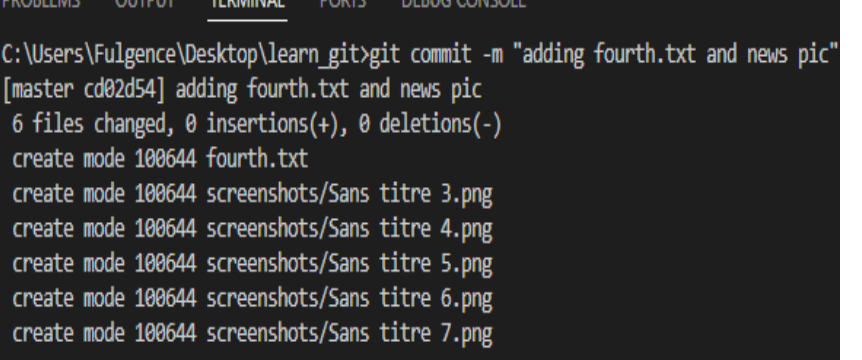 PROBLEMS OUTPUT TERMINAL PORTS DEBUG CONSOLE
C:\Users\Fulgence\Desktop\learn_git>git commit -m "adding fourth.txt and news pic"
[master cd02d54] adding fourth.txt and news pic
6 files changed, 0 insertions(+), 0 deletions(-)
create mode 100644 fourth.txt
create mode 100644 screenshots/Sans titre 3.png
create mode 100644 screenshots/Sans titre 4.png
create mode 100644 screenshots/Sans titre 5.png
create mode 100644 screenshots/Sans titre 6.png
create mode 100644 screenshots/Sans titre 7.png